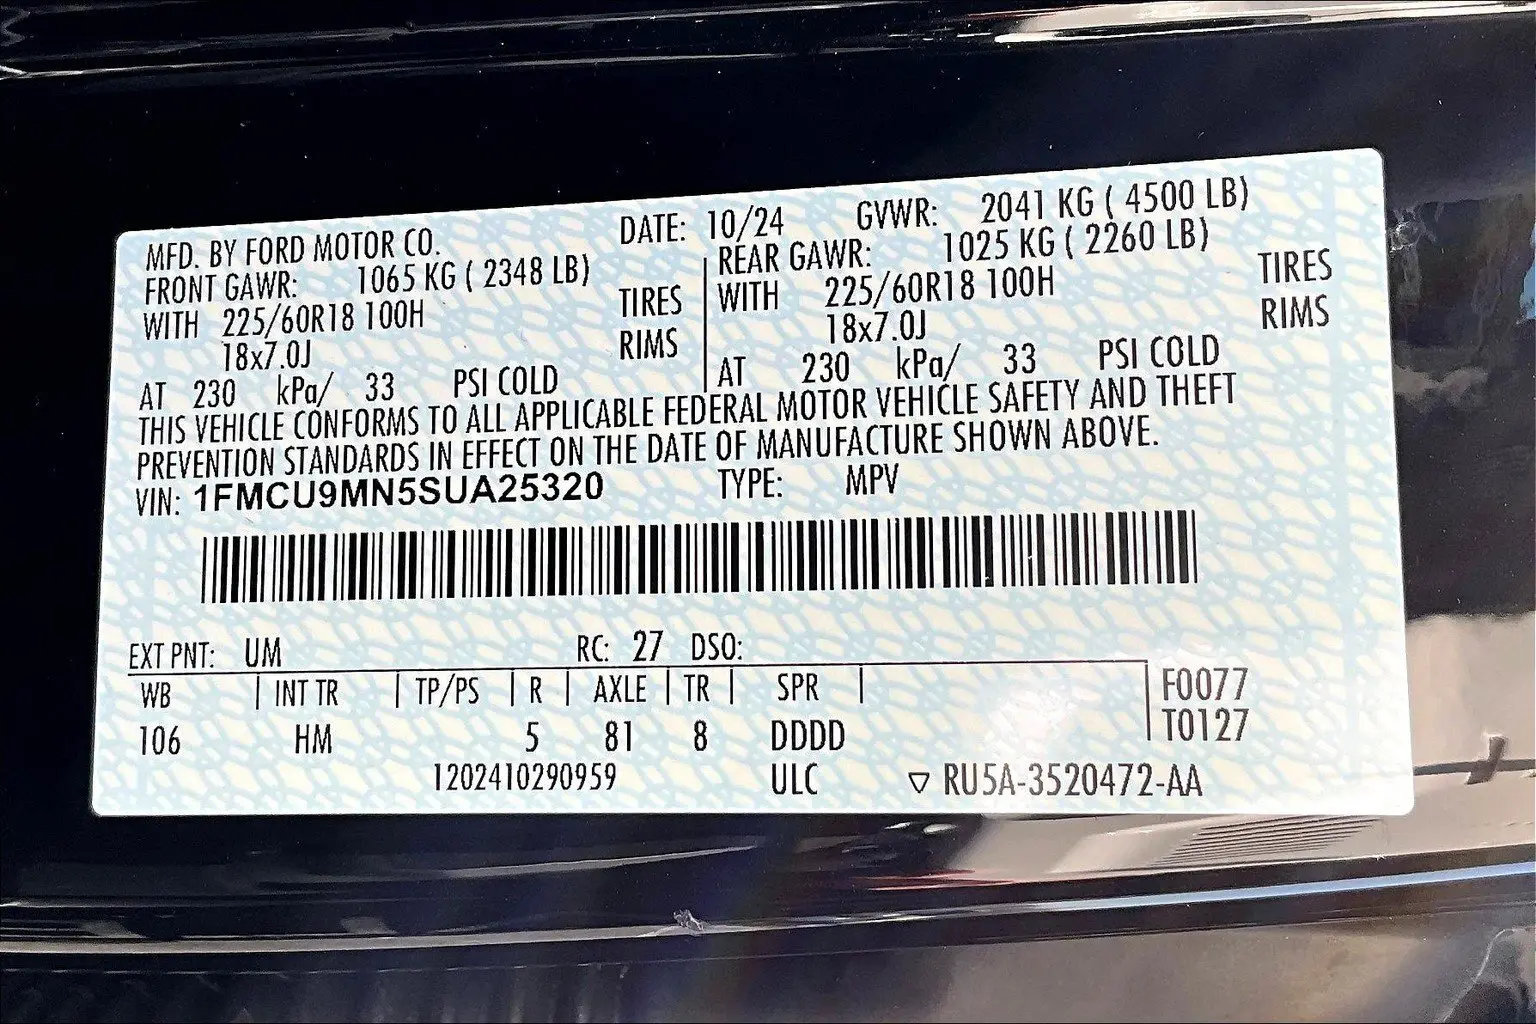 MFD. BY FORD MOTOR CO. DATE: 10/24 GVWR: 2041 KG ( 4500 LB)
FRONT GAWR: 1065 KG ( 2348 LB) REAR GAWR: 1025 KG ( 2260 LB)
WITH 225/60R18 100H TIRES WITH 225/60R18 100H TIRES
18x7.0J RIMS 18x7.0J RIMS
AT 230 kPa/ 33 PSI COLD AT 230 kPa/ 33 PSI COLD
THIS VEHICLE CONFORMS TO ALL APPLICABLE FEDERAL MOTOR VEHICLE SAFETY AND THEFT
PREVENTION STANDARDS IN EFFECT ON THE DATE OF MANUFACTURE SHOWN ABOVE.
VIN: 1FMCU9MN5SUA25320 TYPE: MPV
EXT PNT: UM RC: 27 DSO:
WB | INT TR | TP/PS | R | AXLE | TR | SPR | F0077
106 HM 5 81 8 DDDD T0127
1202410290959 ULC ▽ RU5A-3520472-AA